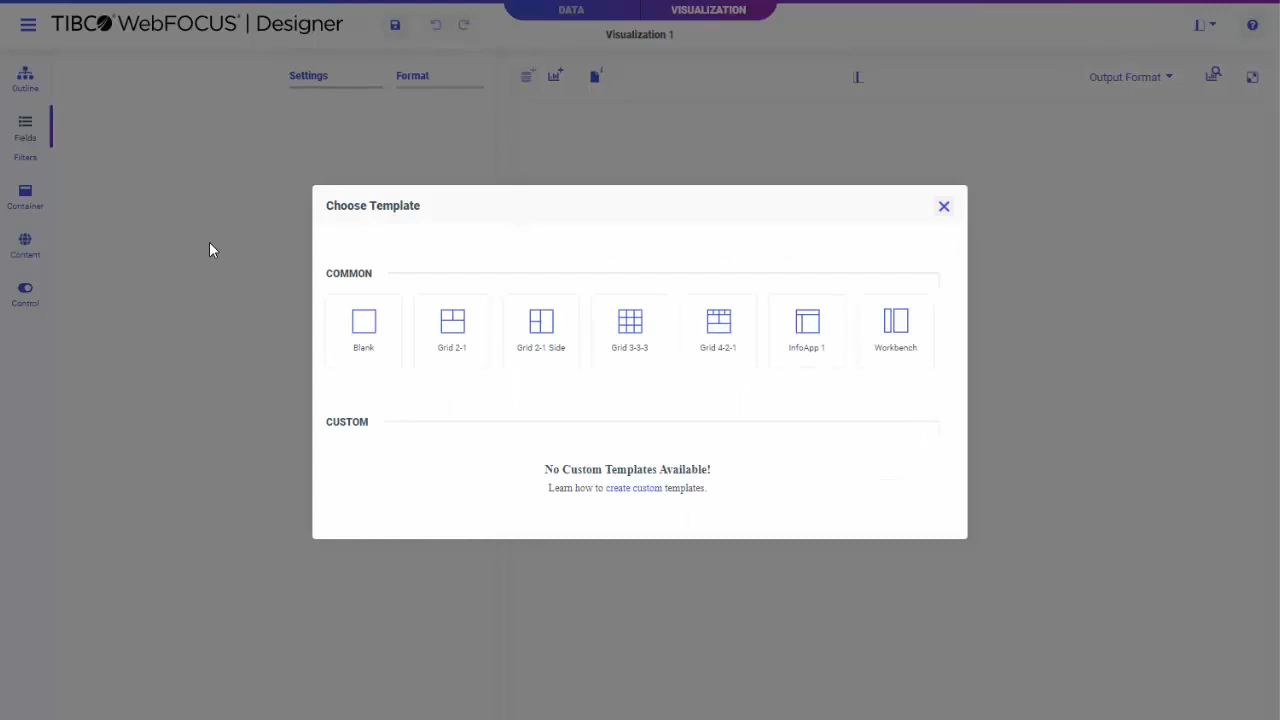 TIBCO® WebFOCUS® | Designer
DATA
VISUALIZATION
Visualization 1
Outline
Fields
Filters
Container
Content
Control
Settings
Format
Output Format
Choose Template
COMMON
Blank
Grid 2-1
Grid 2-1 Side
Grid 3-3-3
Grid 4-2-1
InfoApp 1
Workbench
CUSTOM
No Custom Templates Available!
Learn how to create custom templates.